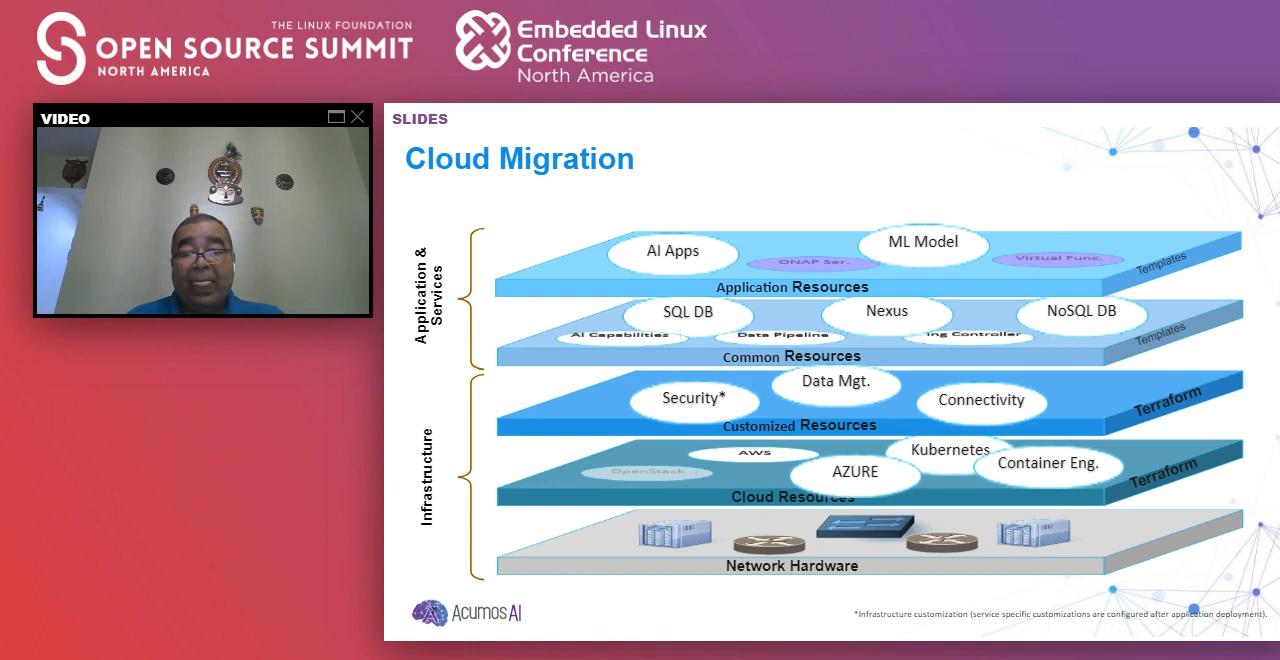 THE LINUX FOUNDATION
OPEN SOURCE SUMMIT
NORTH AMERICA
Embedded Linux
Conference
North America
VIDEO
SLIDES
Cloud Migration
Application &
Services
AI Apps
ML Model
ONAP Ser.
Virtual Func.
Templates
Application Resources
SQL DB
Nexus
NoSQL DB
AI Capabilities
Data Pipeline
ing Controller
Templates
Common Resources
Infrastructure
Security*
Data Mgt.
Connectivity
Terraform
Customized Resources
OpenStack
AWS
AZURE
Kubernetes
Container Eng.
Terraform
Cloud Resources
Network Hardware
Acumos AI
*Infrastructure customization (service specific customizations are configured after application deployment).